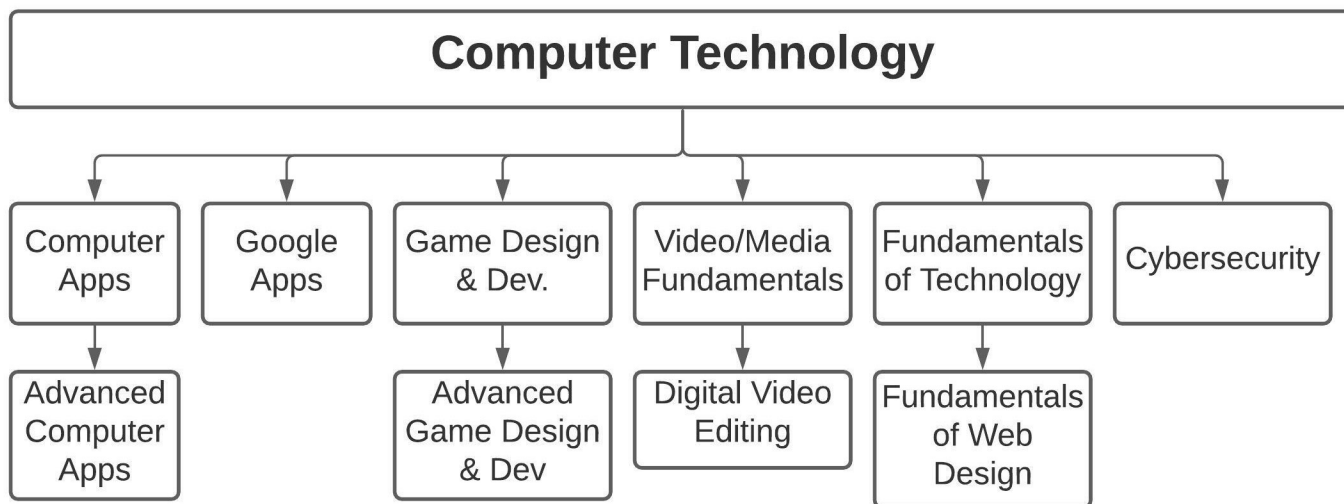 Computer Technology
Computer
Apps
Google
Apps
Game Design
& Dev.
Video/Media
Fundamentals
Fundamentals
of Technology
Cybersecurity
Advanced
Computer
Apps
Advanced
Game Design
& Dev
Digital Video
Editing
Fundamentals
of Web
Design